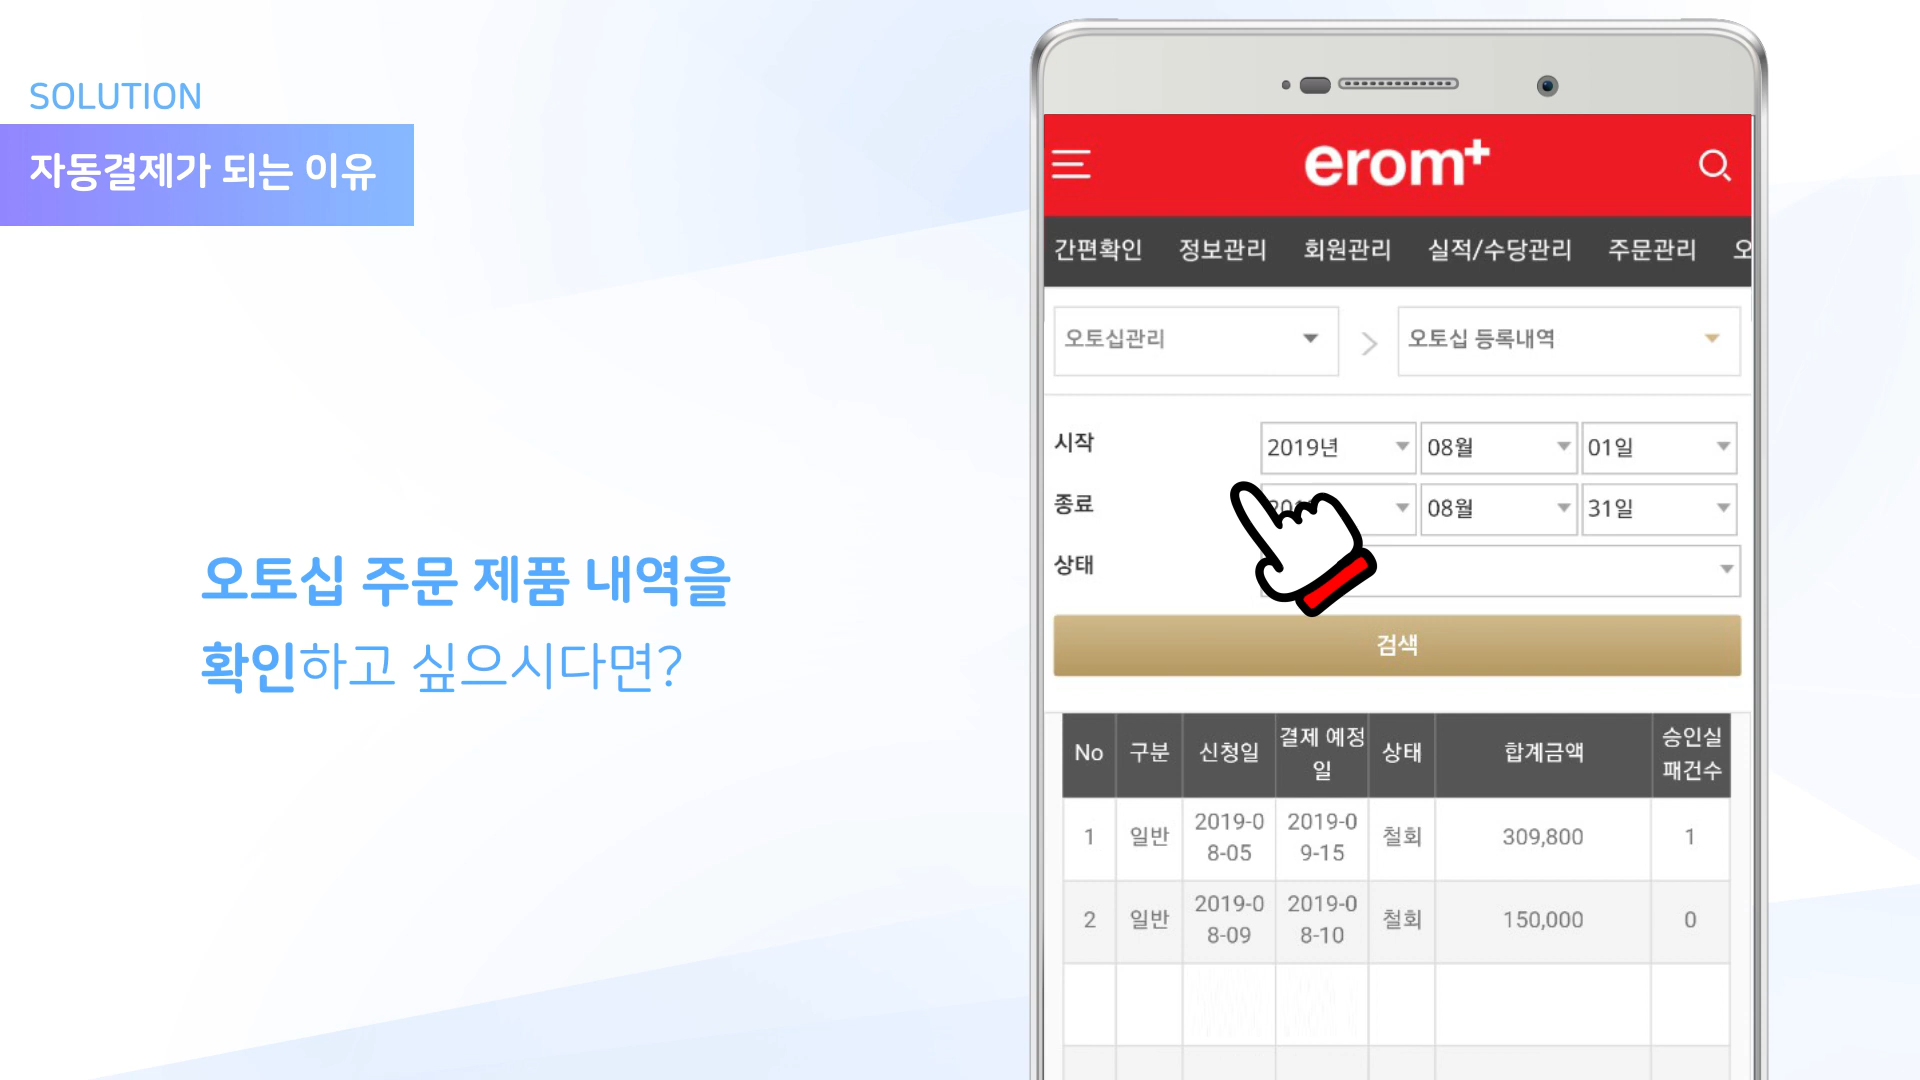 SOLUTION
자동결제가 되는 이유
오토십 주문 제품 내역을
확인하고 싶으시다면?
erom+
간편확인 정보관리 회원관리 실적/수당관리 주문관리 오
오토십관리 > 오토십 등록내역
시작 2019년 08월 01일
종료 08월 31일
상태
검색
No 구분 신청일 결제 예정일 상태 합계금액 승인실패건수
1 일반 2019-08-05 2019-09-15 철회 309,800 1
2 일반 2019-08-09 2019-08-10 철회 150,000 0